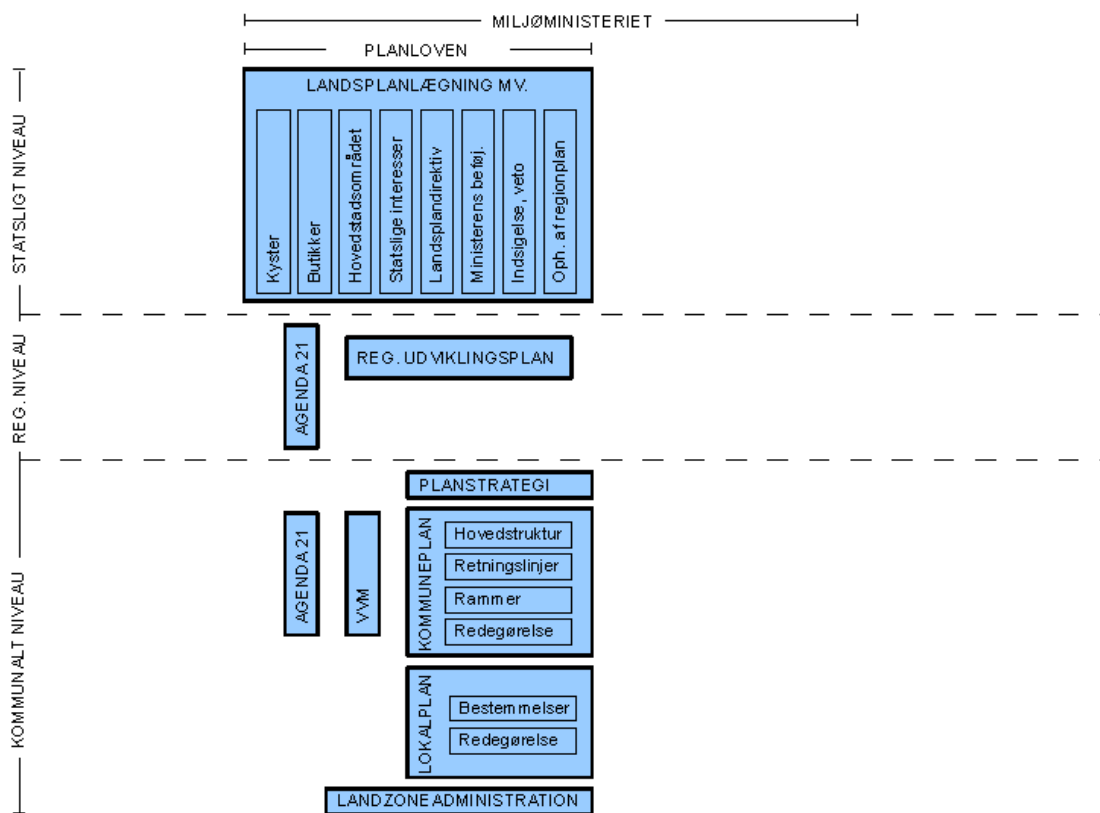 MILJØMINISTERIET
PLANLOVEN
STATSLIGT NIVEAU
LANDSPLANLÆGNING MV.
Kyster
Butikker
Hovedstadsområdet
Statslige interesser
Landsplandirektiv
Ministerens beføj.
Indsigelse, veto
Oph. af regionplan
REG. NIVEAU
AGENDA 21
REG. UDVIKLINGSPLAN
KOMMUNALT NIVEAU
PLANSTRATEGI
AGENDA 21
VVM
KOMMUNEPLAN
Hovedstruktur
Retningslinjer
Rammer
Redegørelse
LOKALPLAN
Bestemmelser
Redegørelse
LANDZONEADMINISTRATION